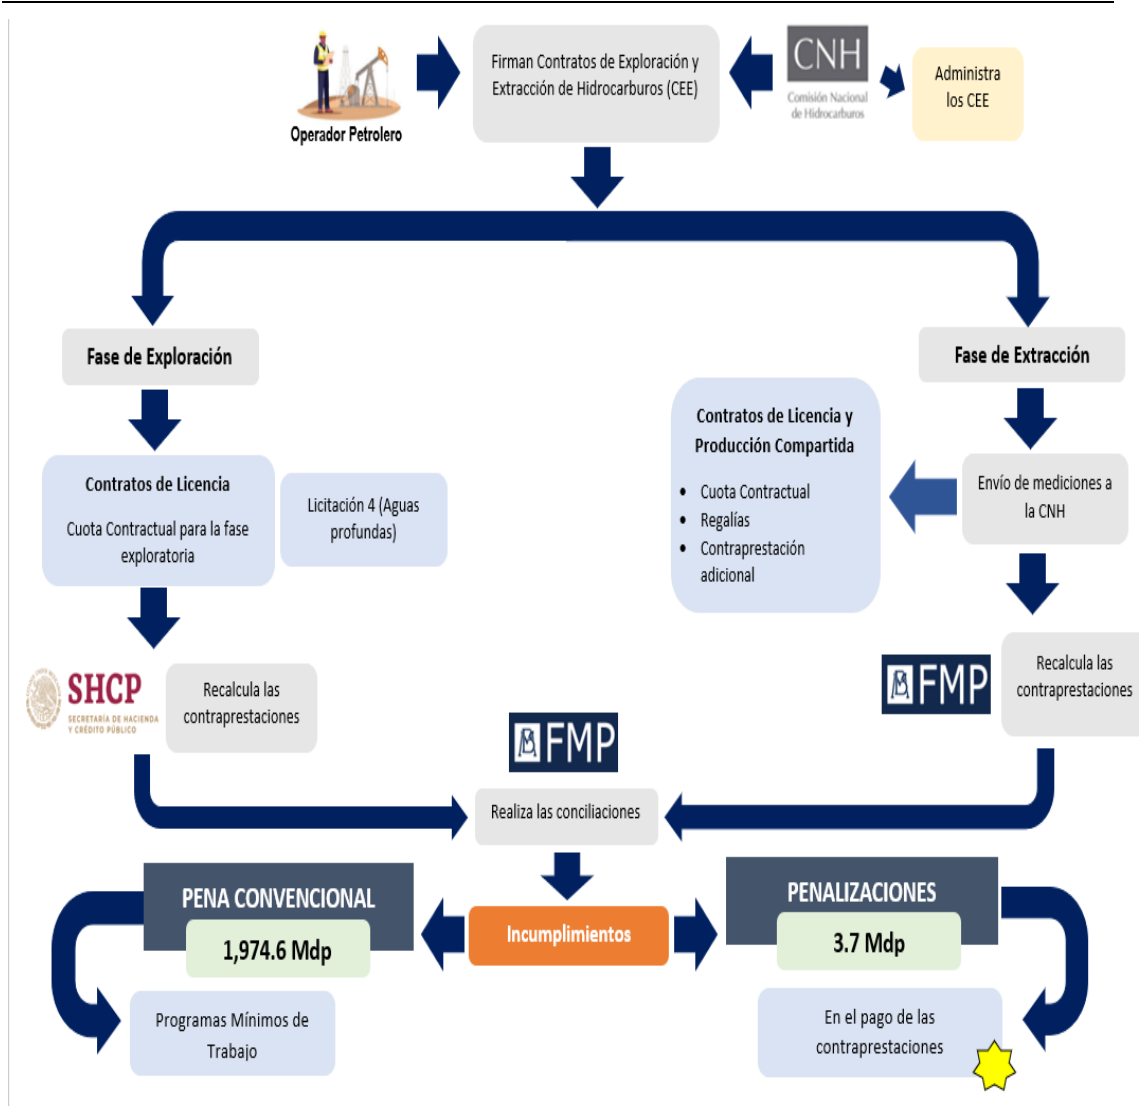 Operador Petrolero
Firman Contratos de Exploración y
Extracción de Hidrocarburos (CEE)
CNH
Comisión Nacional
de Hidrocarburos
Administra
los CEE
Fase de Exploración
Fase de Extracción
Contratos de Licencia
Cuota Contractual para la fase
exploratoria
Licitación 4 (Aguas
profundas)
Contratos de Licencia y
Producción Compartida
• Cuota Contractual
• Regalías
• Contraprestación
adicional
Envío de mediciones a
la CNH
SHCP
SECRETARÍA DE HACIENDA
Y CRÉDITO PÚBLICO
Recalcula las
contraprestaciones
FMP
Recalcula las
contraprestaciones
FMP
Realiza las conciliaciones
PENA CONVENCIONAL
1,974.6 Mdp
Incumplimientos
PENALIZACIONES
3.7 Mdp
Programas Mínimos de
Trabajo
En el pago de las
contraprestaciones